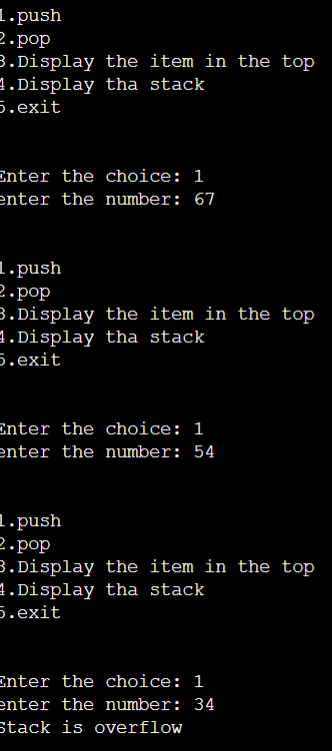 1.push
2.pop
3.Display the item in the top
4.Display tha stack
5.exit
Enter the choice: 1
enter the number: 67
1.push
2.pop
3.Display the item in the top
4.Display tha stack
5.exit
Enter the choice: 1
enter the number: 54
1.push
2.pop
3.Display the item in the top
4.Display tha stack
5.exit
Enter the choice: 1
enter the number: 34
Stack is overflow